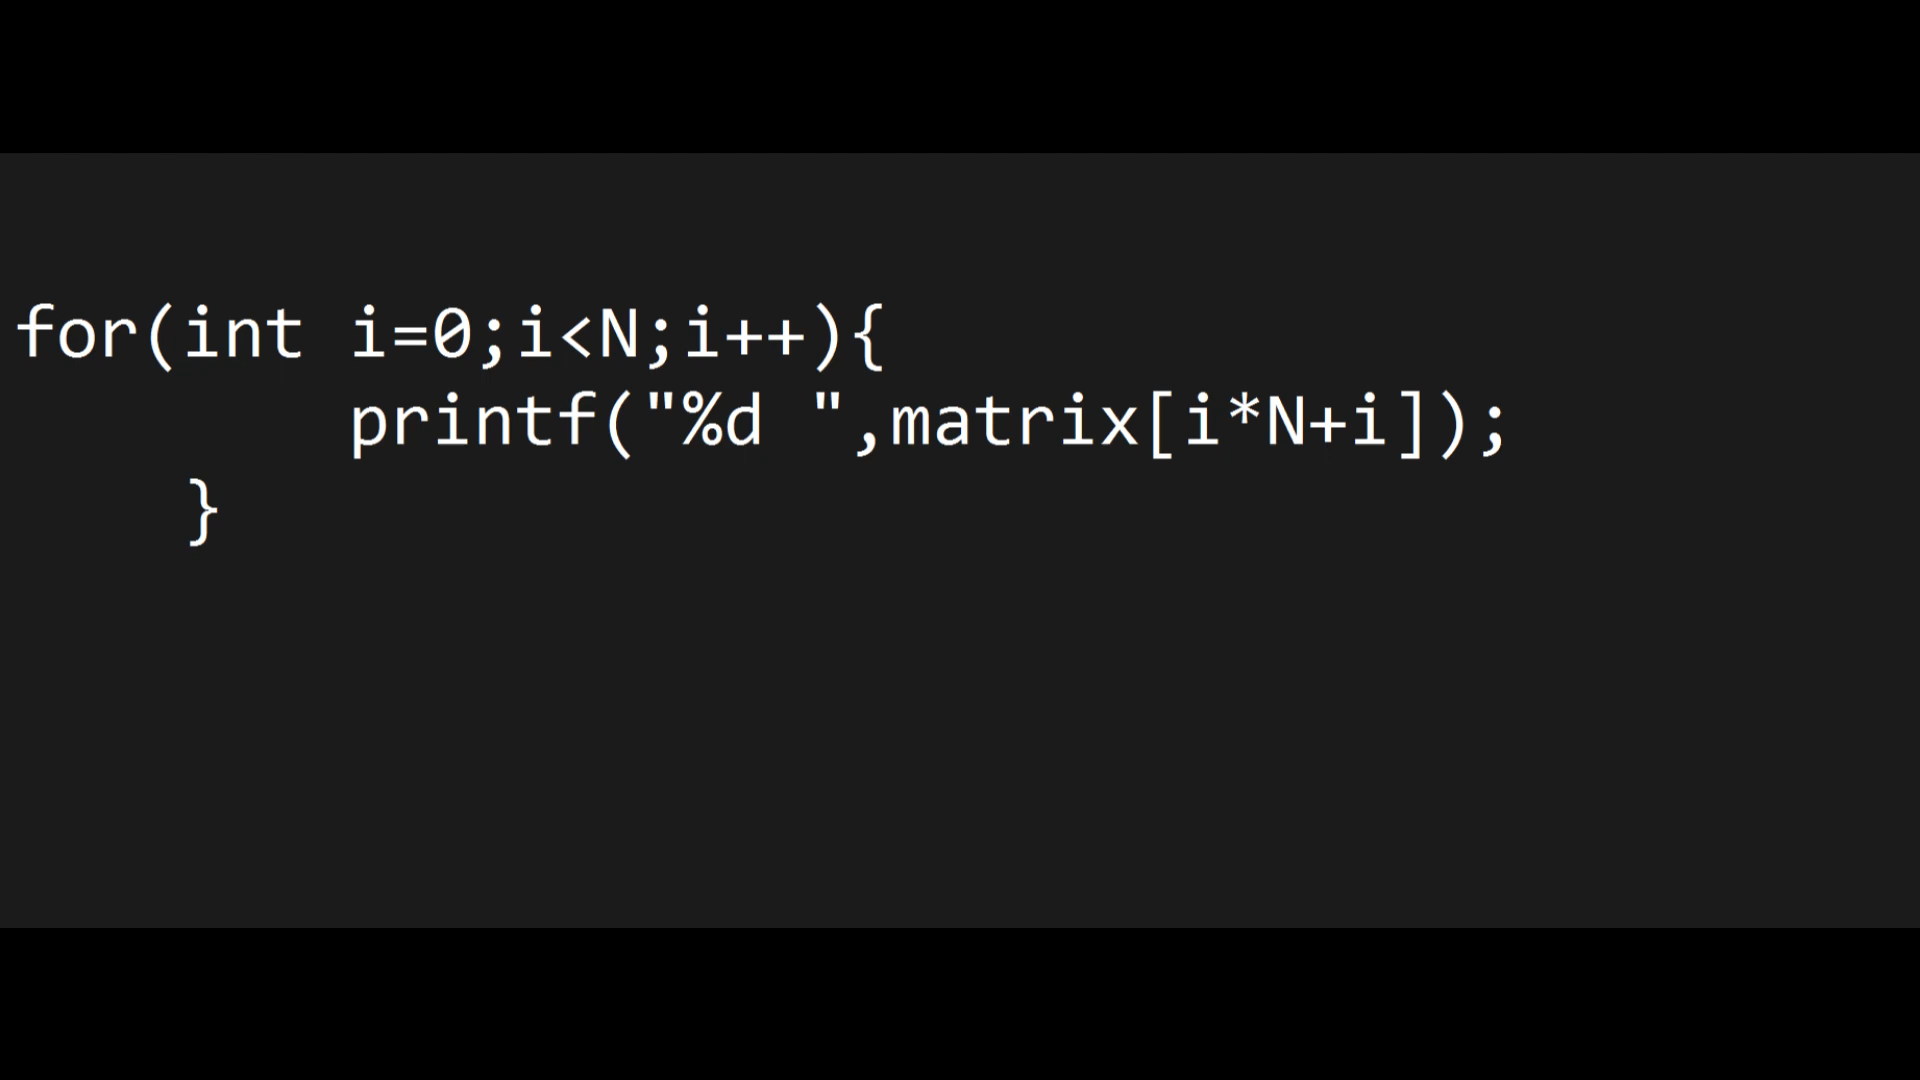 for(int i=0;i<N;i++){
        printf("%d ",matrix[i*N+i]);
    }